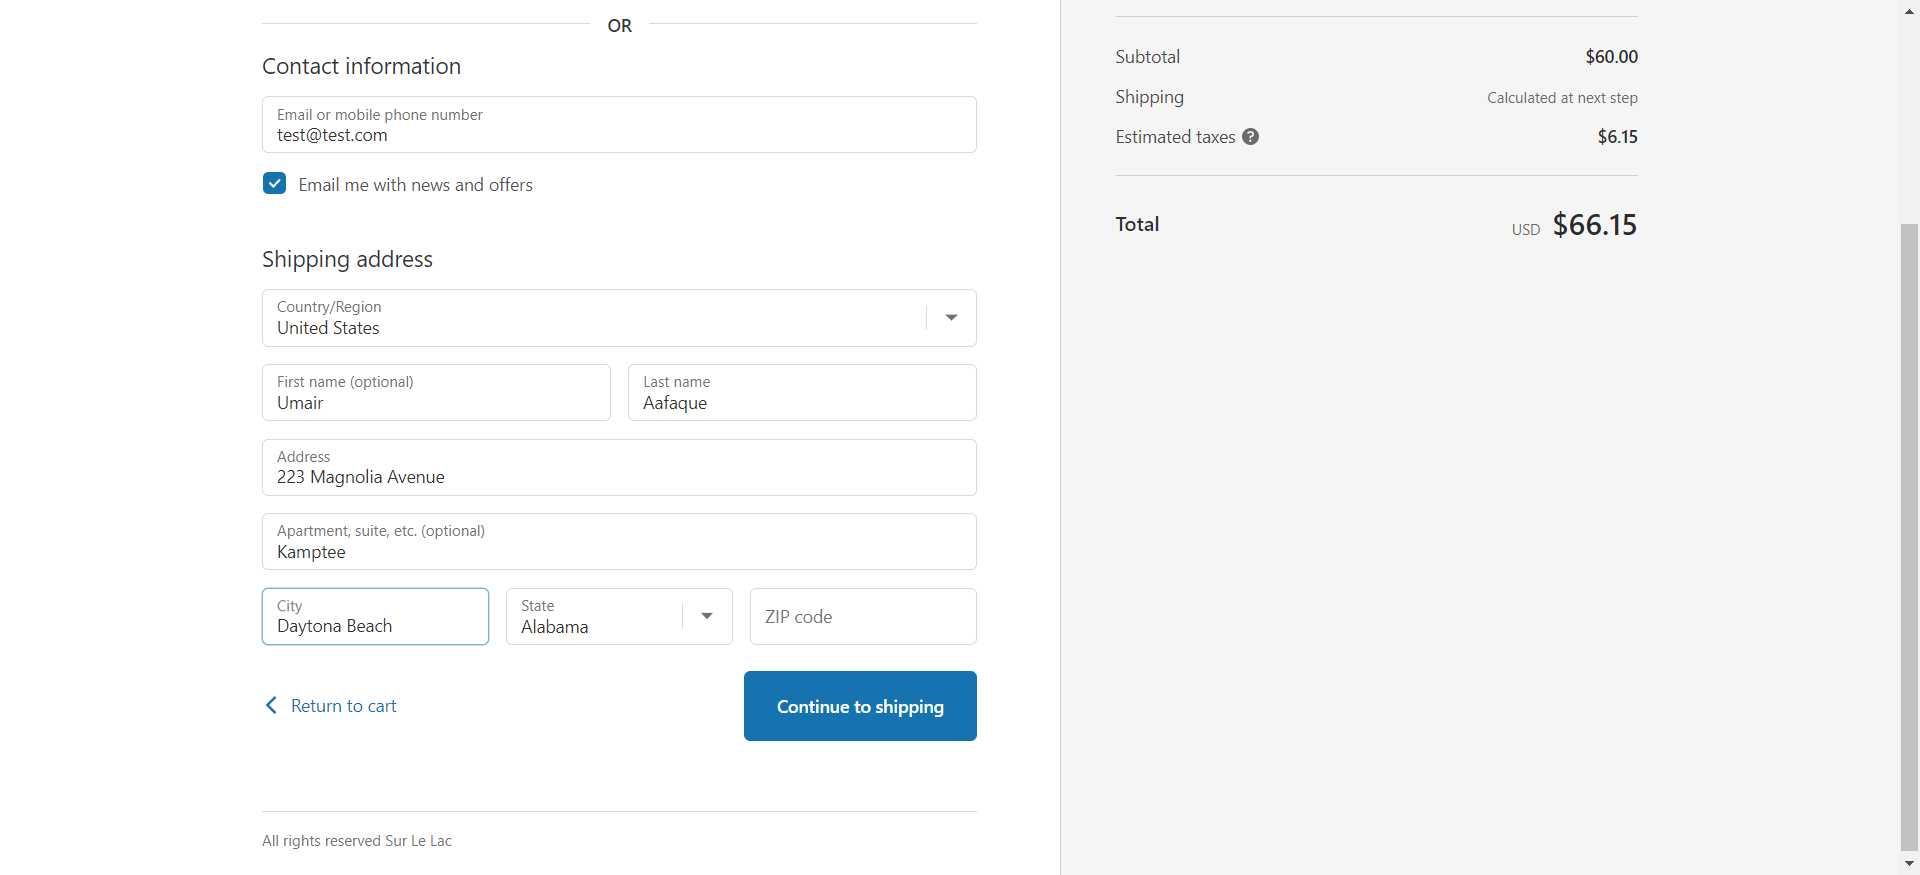 OR
Contact information
Email or mobile phone number
test@test.com
Email me with news and offers
Shipping address
Country/Region
United States
First name (optional)
Umair
Last name
Aafaque
Address
223 Magnolia Avenue
Apartment, suite, etc. (optional)
Kamptee
City
Daytona Beach
State
Alabama
ZIP code
Return to cart
Continue to shipping
All rights reserved Sur Le Lac
Subtotal $60.00
Shipping Calculated at next step
Estimated taxes ? $6.15
Total USD $66.15